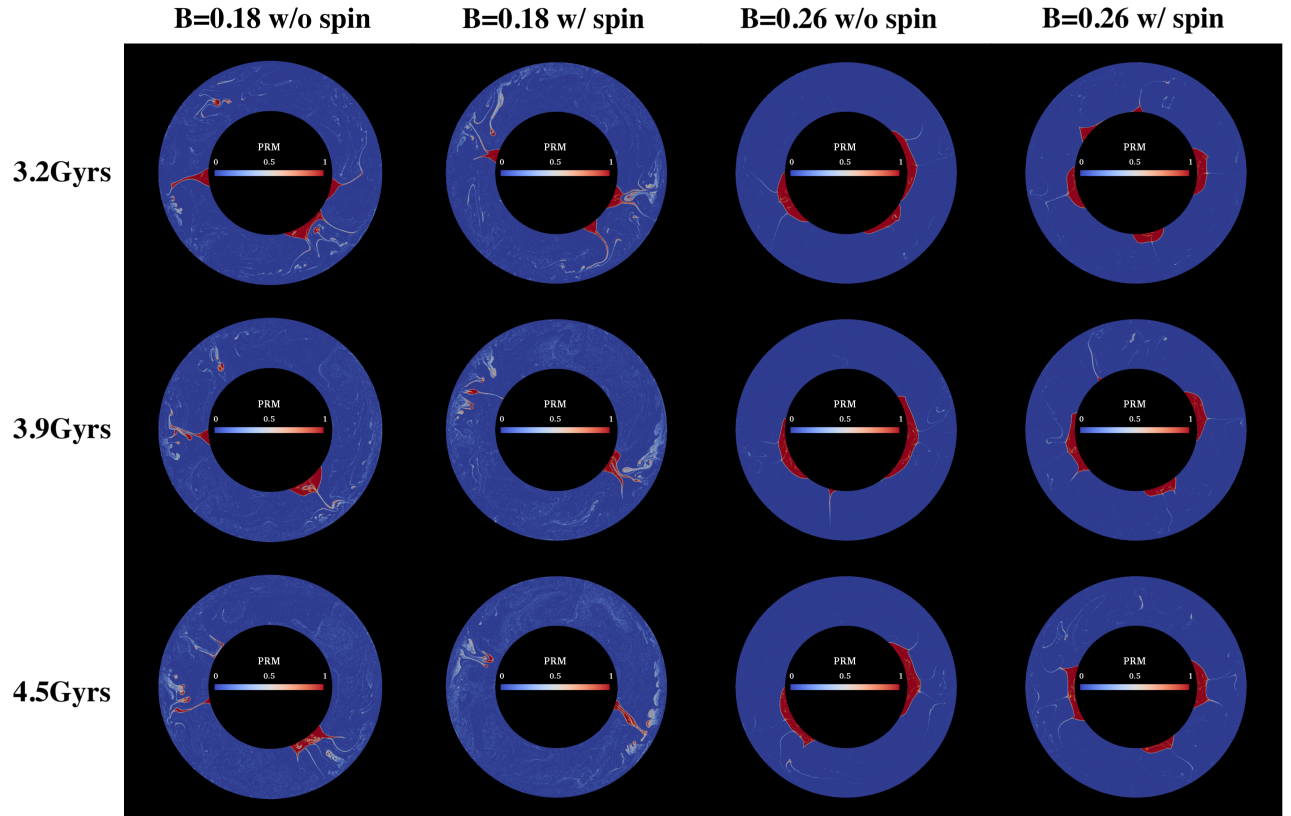 B=0.18 w/o spin B=0.18 w/ spin B=0.26 w/o spin B=0.26 w/ spin
3.2Gyrs
PRM PRM PRM PRM
0 0.5 1 0 0.5 1 0 0.5 1 0 0.5 1
3.9Gyrs
PRM PRM PRM PRM
0 0.5 1 0 0.5 1 0 0.5 1 0 0.5 1
4.5Gyrs
PRM PRM PRM PRM
0 0.5 1 0 0.5 1 0 0.5 1 0 0.5 1